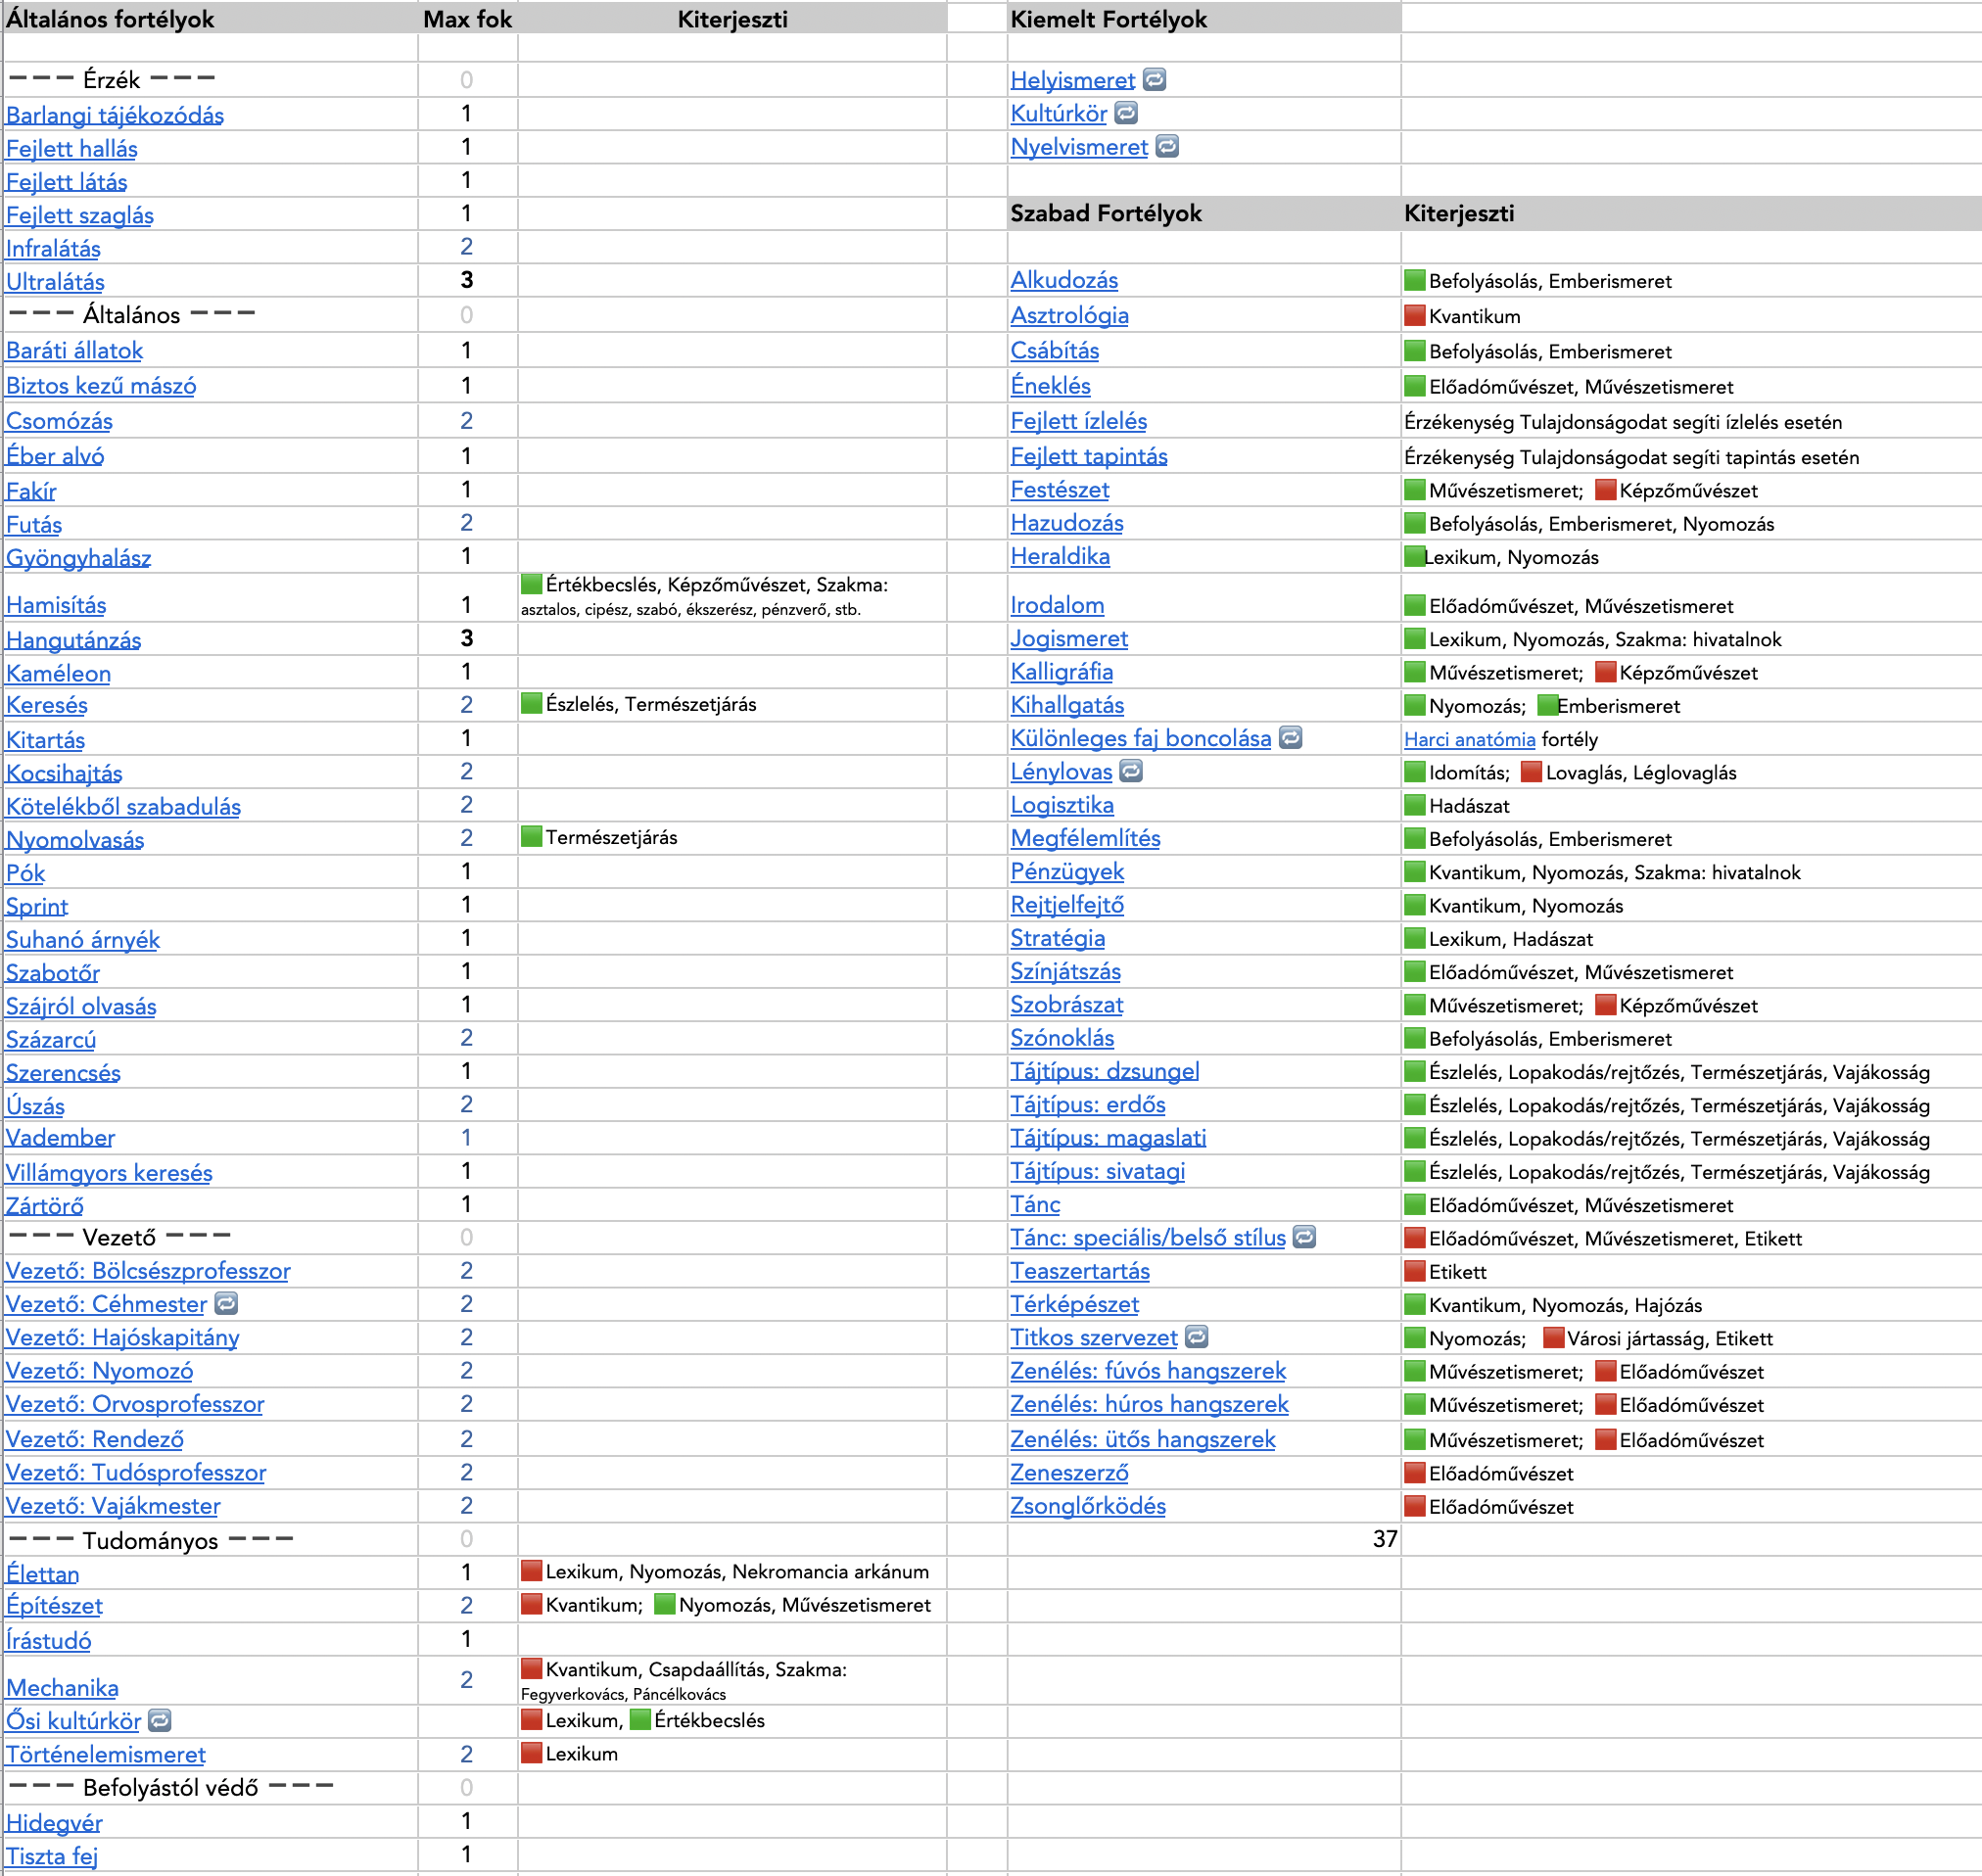 Általános fortélyok Max fok Kiterjeszti Kiemelt Fortélyok
--- Érzék --- 0 Helyismeret 🔁
Barlangi tájékozódás 1 Kultúrkör 🔁
Fejlett hallás 1 Nyelvismeret 🔁
Fejlett látás 1
Fejlett szaglás 1 Szabad Fortélyok Kiterjeszti
Infralátás 2
Ultralátás 3 Alkudozás 🟩 Befolyásolás, Emberismeret
--- Általános --- 0 Asztrológia 🟥 Kvantikum
Baráti állatok 1 Csábítás 🟩 Befolyásolás, Emberismeret
Biztos kezű mászó 1 Éneklés 🟩 Előadóművészet, Művészetismeret
Csomózás 2 Fejlett ízlelés Érzékenység Tulajdonságodat segíti ízlelés esetén
Éber alvó 1 Fejlett tapintás Érzékenység Tulajdonságodat segíti tapintás esetén
Fakír 1 Festészet 🟩 Művészetismeret; 🟥 Képzőművészet
Futás 2 Hazudozás 🟩 Befolyásolás, Emberismeret, Nyomozás
Gyöngyhalász 1 Heraldika 🟩Lexikum, Nyomozás
Hamisítás 1 🟩 Értékbecslés, Képzőművészet, Szakma:
asztalos, cipész, szabó, ékszerész, pénzverő, stb. Irodalom 🟩 Előadóművészet, Művészetismeret
Hangutánzás 3 Jogismeret 🟩 Lexikum, Nyomozás, Szakma: hivatalnok
Kaméleon 1 Kalligráfia 🟩 Művészetismeret; 🟥 Képzőművészet
Keresés 2 🟩 Észlelés, Természetjárás Kihallgatás 🟩 Nyomozás; 🟩Emberismeret
Kitartás 1 Különleges faj boncolása 🔁 Harci anatómia fortély
Kocsihajtás 2 Lénylovas 🔁 🟩 Idomítás; 🟥 Lovaglás, Léglovaglás
Kötelékből szabadulás 2 Logisztika 🟩 Hadászat
Nyomolvasás 2 🟩 Természetjárás Megfélemlítés 🟩 Befolyásolás, Emberismeret
Pók 1 Pénzügyek 🟩 Kvantikum, Nyomozás, Szakma: hivatalnok
Sprint 1 Rejtjelfejtő 🟩 Kvantikum, Nyomozás
Suhanó árnyék 1 Stratégia 🟩 Lexikum, Hadászat
Szabotőr 1 Színjátszás 🟩 Előadóművészet, Művészetismeret
Szájról olvasás 1 Szobrászat 🟩 Művészetismeret; 🟥 Képzőművészet
Százarcú 2 Szónoklás 🟩 Befolyásolás, Emberismeret
Szerencsés 1 Tájtípus: dzsungel 🟩 Észlelés, Lopakodás/rejtőzés, Természetjárás, Vajákosság
Úszás 2 Tájtípus: erdős 🟩 Észlelés, Lopakodás/rejtőzés, Természetjárás, Vajákosság
Vadember 1 Tájtípus: magaslati 🟩 Észlelés, Lopakodás/rejtőzés, Természetjárás, Vajákosság
Villámgyors keresés 1 Tájtípus: sivatagi 🟩 Észlelés, Lopakodás/rejtőzés, Természetjárás, Vajákosság
Zártörő 1 Tánc 🟩 Előadóművészet, Művészetismeret
--- Vezető --- 0 Tánc: speciális/belső stílus 🔁 🟥 Előadóművészet, Művészetismeret, Etikett
Vezető: Bölcsészprofesszor 2 Teaszertartás 🟥 Etikett
Vezető: Céhmester 🔁 2 Térképészet 🟩 Kvantikum, Nyomozás, Hajózás
Vezető: Hajóskapitány 2 Titkos szervezet 🔁 🟩 Nyomozás; 🟥 Városi jártasság, Etikett
Vezető: Nyomozó 2 Zenélés: fúvós hangszerek 🟩 Művészetismeret; 🟥 Előadóművészet
Vezető: Orvosprofesszor 2 Zenélés: húros hangszerek 🟩 Művészetismeret; 🟥 Előadóművészet
Vezető: Rendező 2 Zenélés: ütős hangszerek 🟩 Művészetismeret; 🟥 Előadóművészet
Vezető: Tudósprofesszor 2 Zeneszerző 🟥 Előadóművészet
Vezető: Vajákmester 2 Zsonglőrködés 🟥 Előadóművészet
--- Tudományos --- 0 37
Élettan 1 🟥 Lexikum, Nyomozás, Nekromancia arkánum
Építészet 2 🟥 Kvantikum; 🟩 Nyomozás, Művészetismeret
Írástudó 1
Mechanika 2 🟥 Kvantikum, Csapdaállítás, Szakma:
Fegyverkovács, Páncélkovács
Ősi kultúrkör 🔁 🟥 Lexikum, 🟩 Értékbecslés
Történelemismeret 2 🟥 Lexikum
--- Befolyástól védő --- 0
Hidegvér 1
Tiszta fej 1